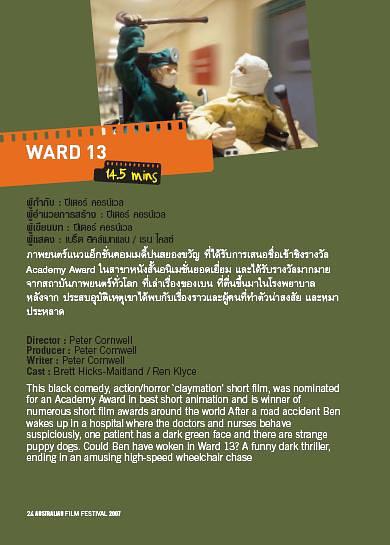 WARD 13
14.5 mins
ผู้กำกับ : ปีเตอร์ คอร์นเวล
ผู้อำนวยการสร้าง : ปีเตอร์ คอร์นเวล
ผู้เขียนบท : ปีเตอร์ คอร์นเวล
ผู้แสดง : เบร็ต ฮิคส์เมทแลน / เรน ไคลซ์
ภาพยนตร์แนวแอ็กชั่นคอมเมดี้ปนสยองขวัญ ที่ได้รับการเสนอชื่อเข้าชิงรางวัล
Academy Award ในสาขาหนังสั้นอนิเมชั่นยอดเยี่ยม และได้รับรางวัลมากมาย
จากสถาบันภาพยนตร์ทั่วโลก ที่เล่าเรื่องของเบน ที่ตื่นขึ้นมาในโรงพยาบาล
หลังจาก ประสบอุบัติเหตุเขาได้พบกับเรื่องราวและผู้คนที่ทำตัวน่าสงสัย และหมา
ประหลาด
Director : Peter Cornwell
Producer : Peter Cornwell
Writer : Peter Cornwell
Cast : Brett Hicks-Maitland / Ren Klyce
This black comedy, action/horror 'claymation' short film, was nominated
for an Academy Award in best short animation and is winner of
numerous short film awards around the world After a road accident Ben
wakes up in a hospital where the doctors and nurses behave
suspiciously, one patient has a dark green face and there are strange
puppy dogs. Could Ben have woken in Ward 13? A funny dark thriller,
ending in an amusing high-speed wheelchair chase
24 AUSTRALIAN FILM FESTIVAL 2007